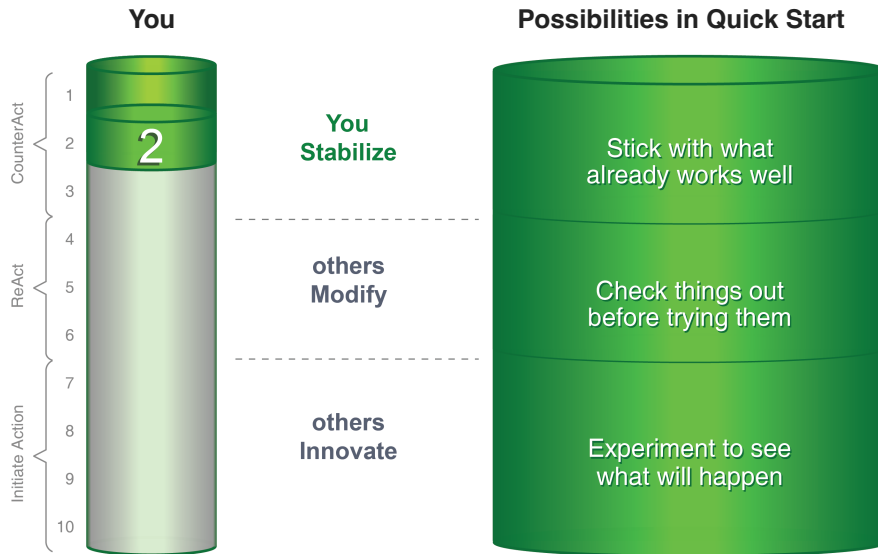 You
Possibilities in Quick Start
CounterAct
1
2
3
2
You
Stabilize
Stick with what
already works well
ReAct
4
5
6
others
Modify
Check things out
before trying them
Initiate Action
7
8
9
10
others
Innovate
Experiment to see
what will happen